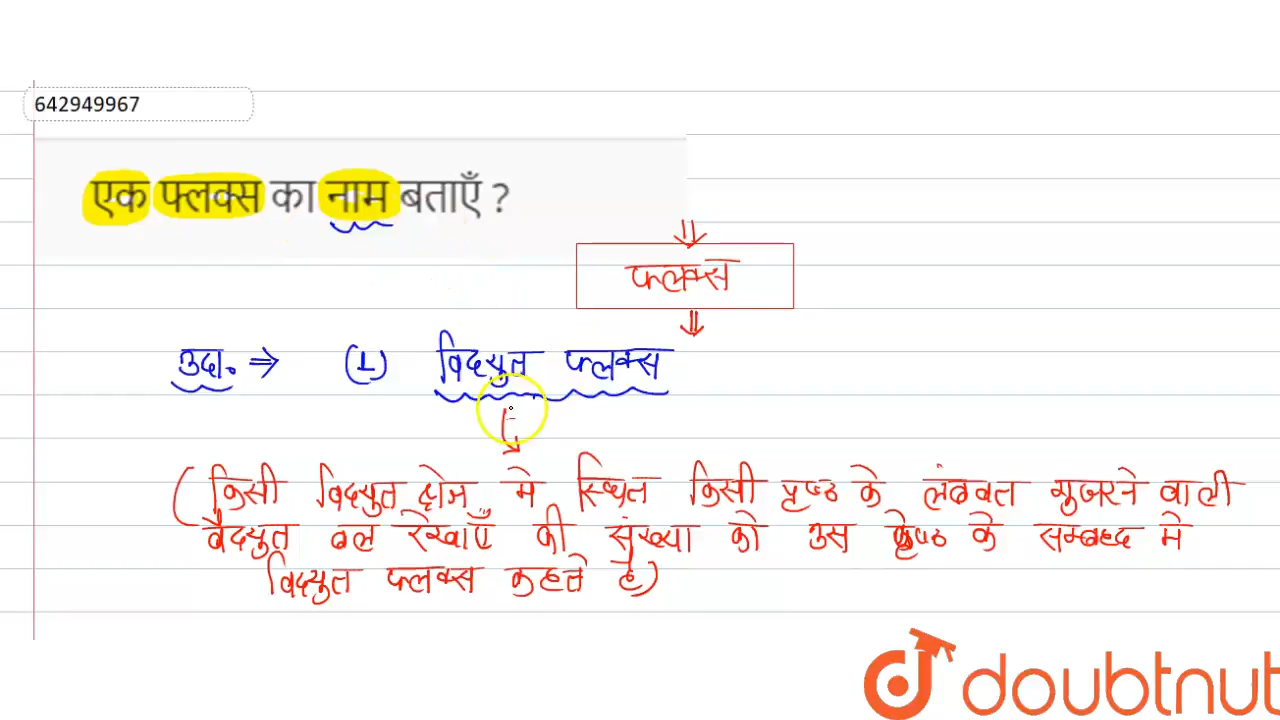 642949967
एक फ्लक्स का नाम बताएँ ?
फ्लक्स
उदा. ⇒ (1) विद्युत फ्लक्स
(किसी विद्युत क्षेत्र में स्थित किसी पृष्ठ के लंबवत गुजरने वाली
वैद्युत बल रेखाएँ की संख्या को उस पृष्ठ के सम्बन्ध में
विद्युत फ्लक्स कहते है)
doubtnut